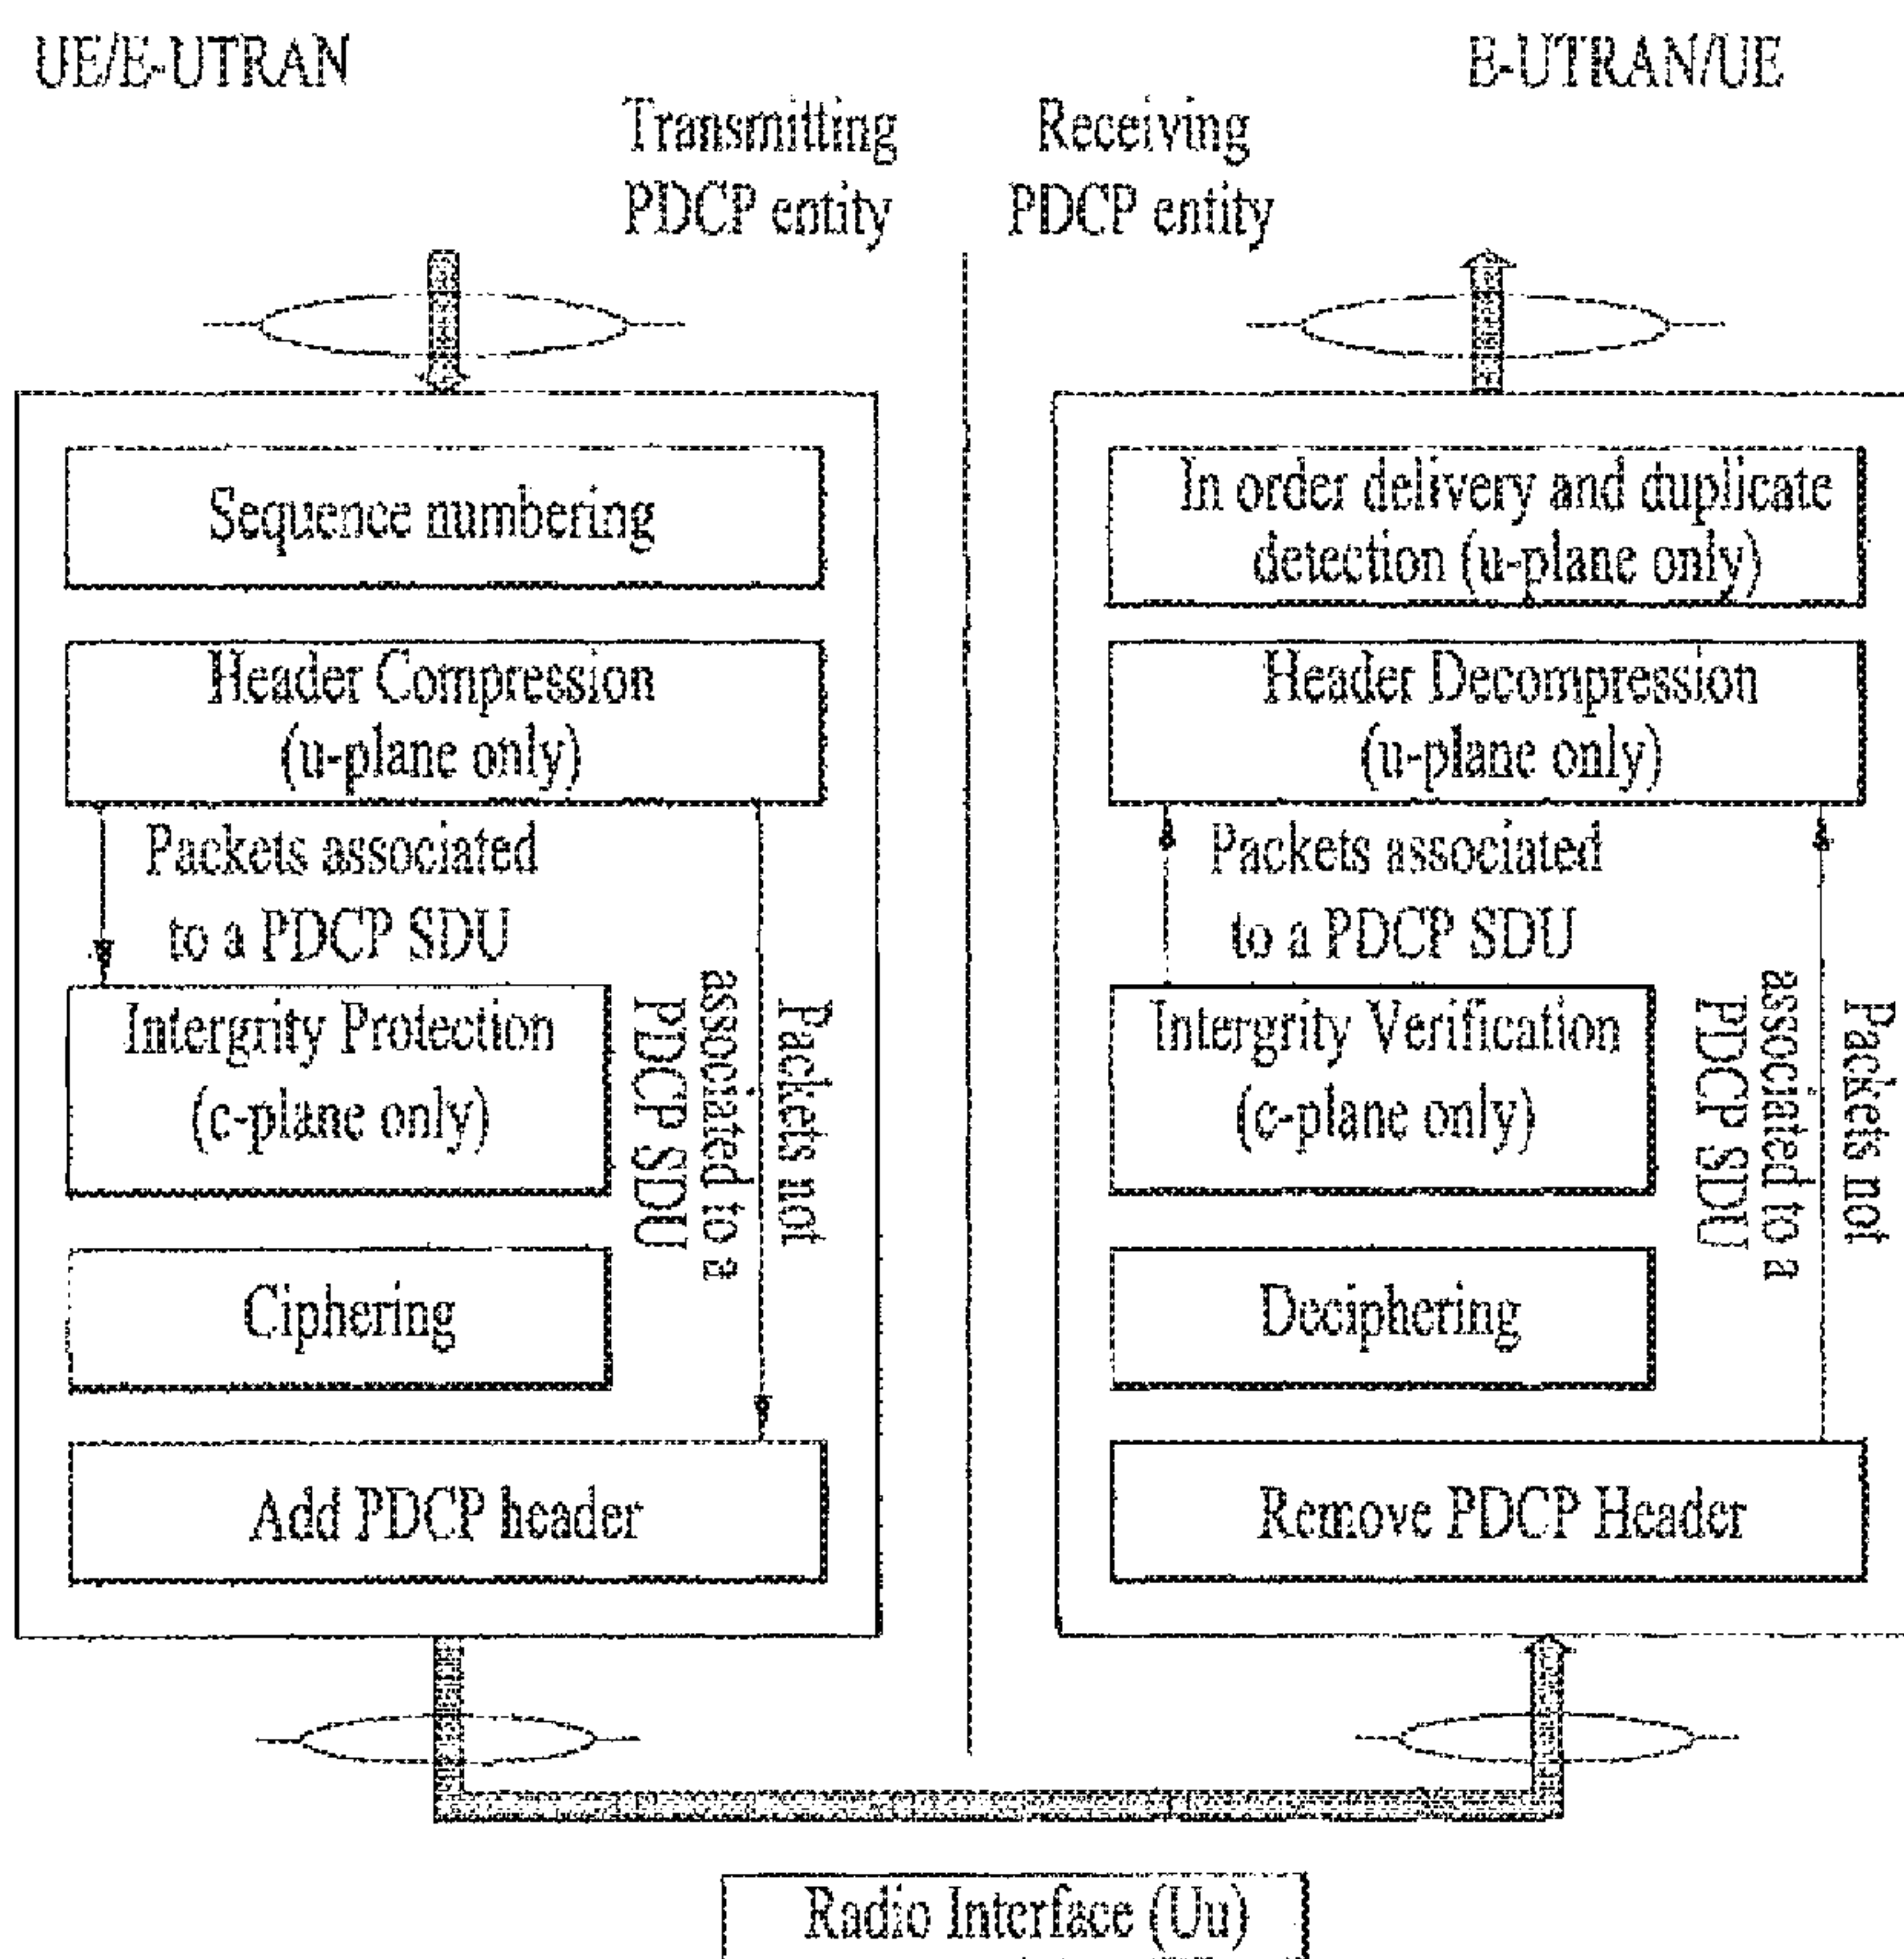 UE/E-UTRAN
E-UTRAN/UE
Transmitting
PDCP entity
Receiving
PDCP entity
Sequence numbering
Header Compression
(u-plane only)
Packets associated
to a PDCP SDU
Packets not
associated to a
PDCP SDU
Intergrity Protection
(c-plane only)
Ciphering
Add PDCP header
In order delivery and duplicate
detection (u-plane only)
Header Decompression
(u-plane only)
Packets associated
to a PDCP SDU
Packets not
associated to a
PDCP SDU
Intergrity Verification
(c-plane only)
Deciphering
Remove PDCP Header
Radio Interface (Uu)